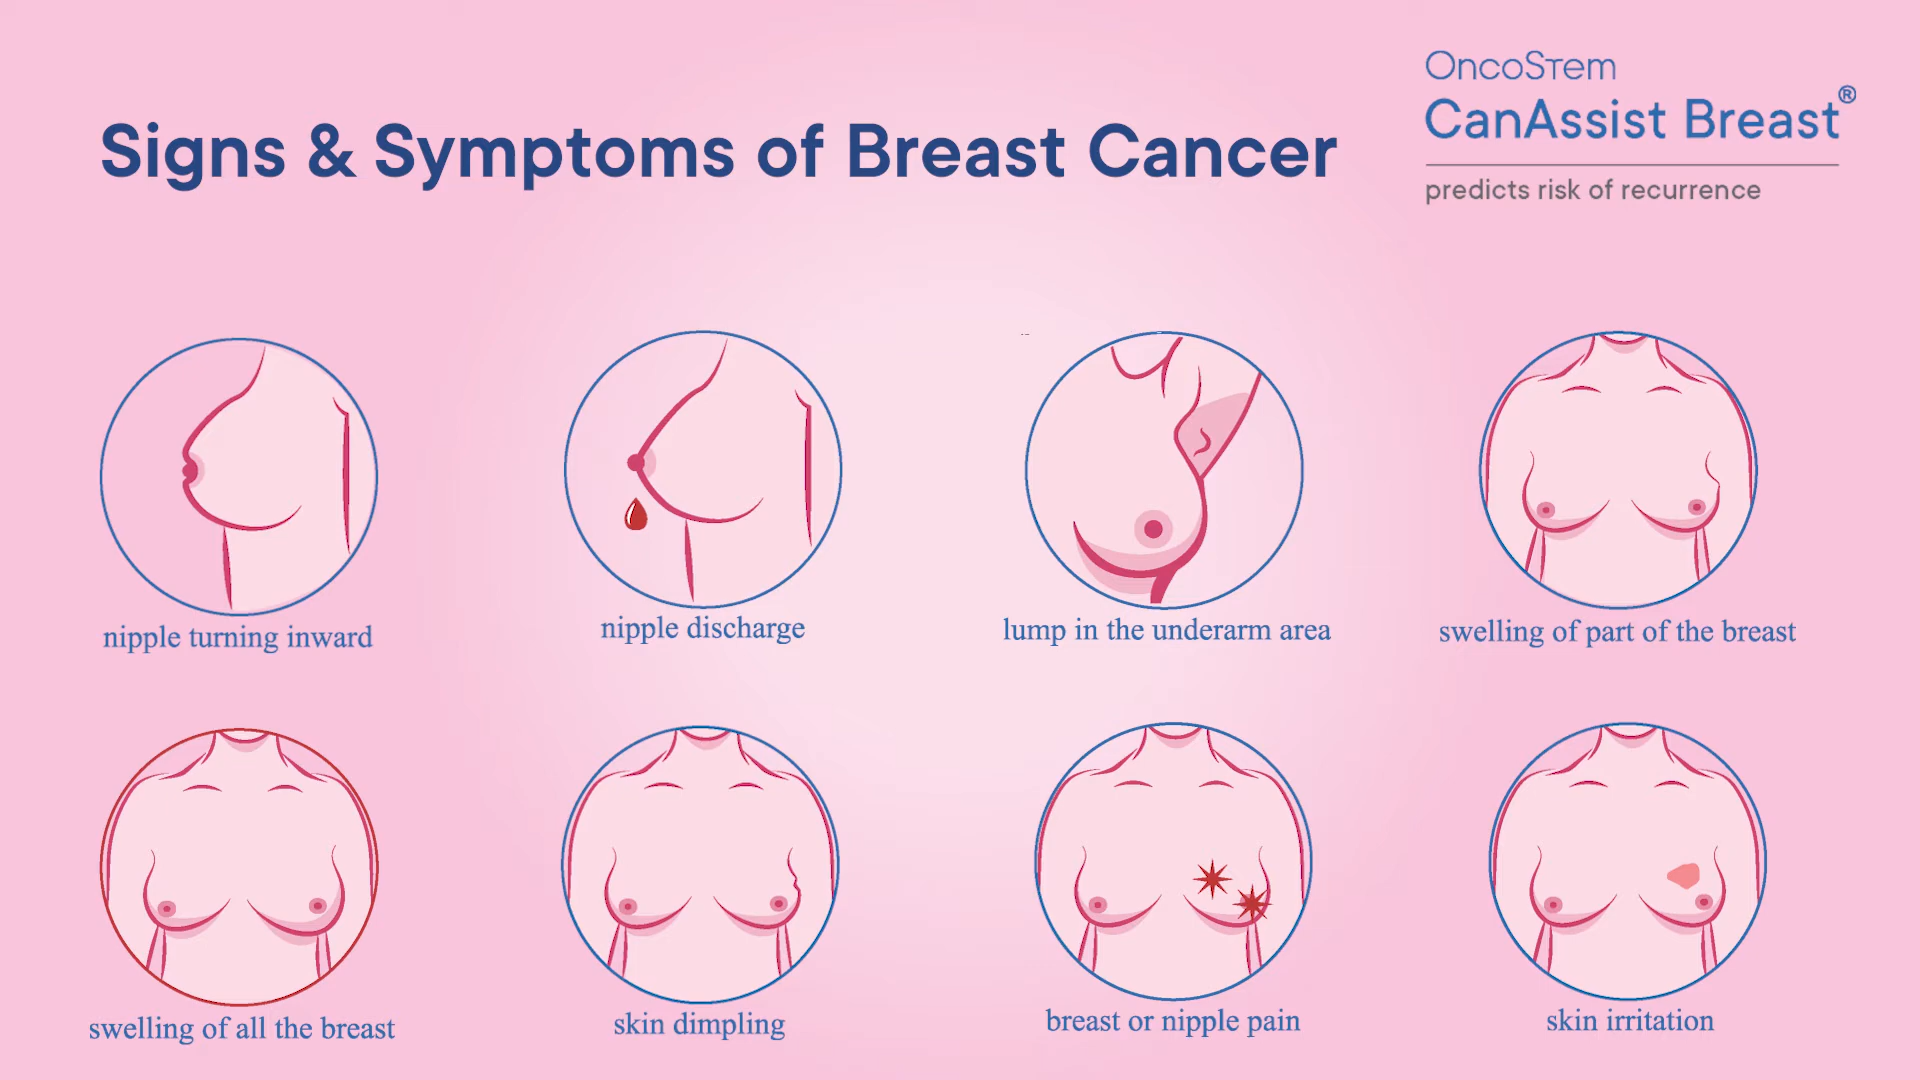 Signs & Symptoms of Breast Cancer
OncoStem
CanAssist Breast®
predicts risk of recurrence
nipple turning inward
nipple discharge
lump in the underarm area
swelling of part of the breast
swelling of all the breast
skin dimpling
breast or nipple pain
skin irritation